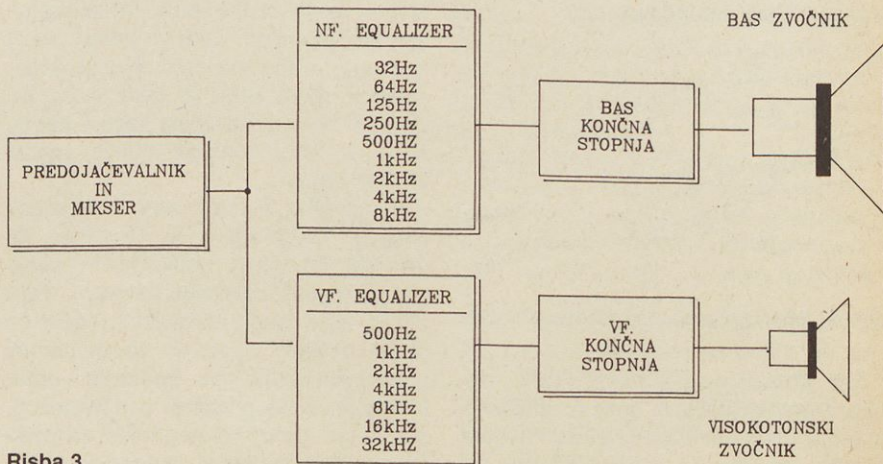 BAS ZVOČNIK
NF. EQUALIZER
32Hz
64Hz
125Hz
250Hz
500HZ
1kHz
2kHz
4kHz
8kHz
BAS
KONČNA
STOPNJA
PREDOJAČEVALNIK
IN
MIKSER
VF. EQUALIZER
500Hz
1kHz
2kHz
4kHz
8kHz
16kHz
32kHZ
VF.
KONČNA
STOPNJA
VISOKOTONSKI
ZVOČNIK
Risba 3